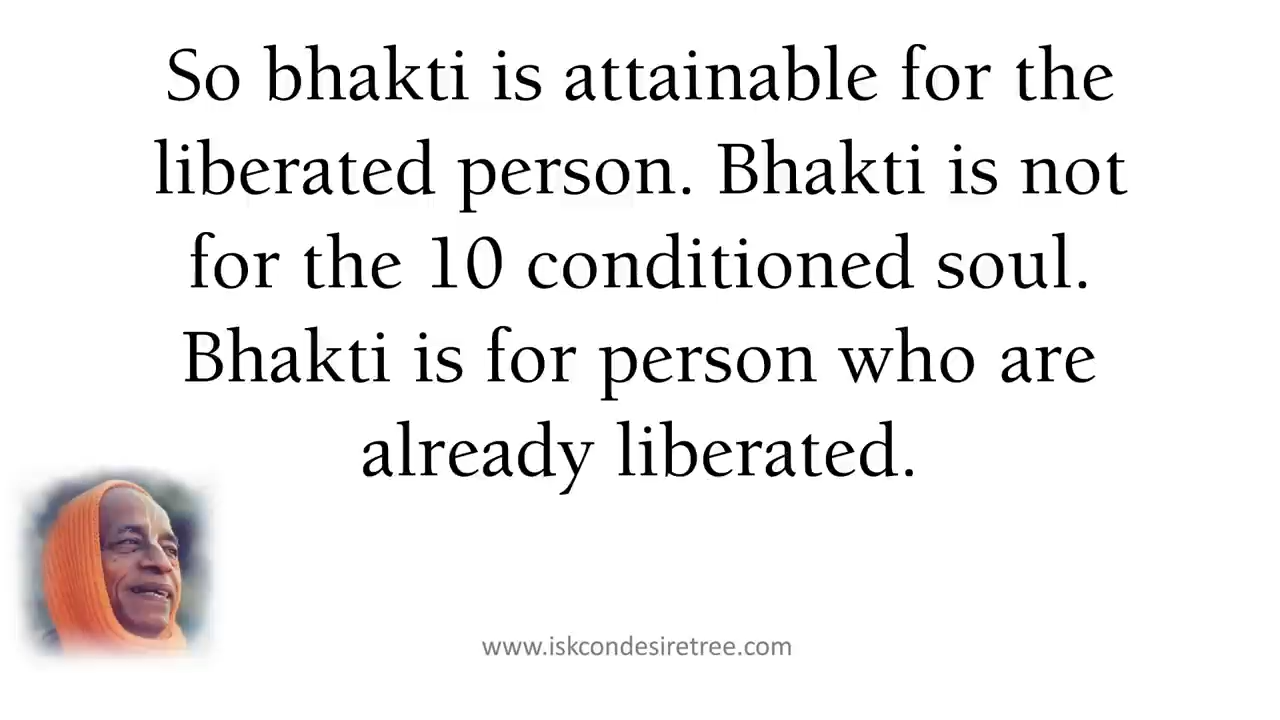 So bhakti is attainable for the
liberated person. Bhakti is not
for the 10 conditioned soul.
Bhakti is for person who are
already liberated.
www.iskcondesiretree.com